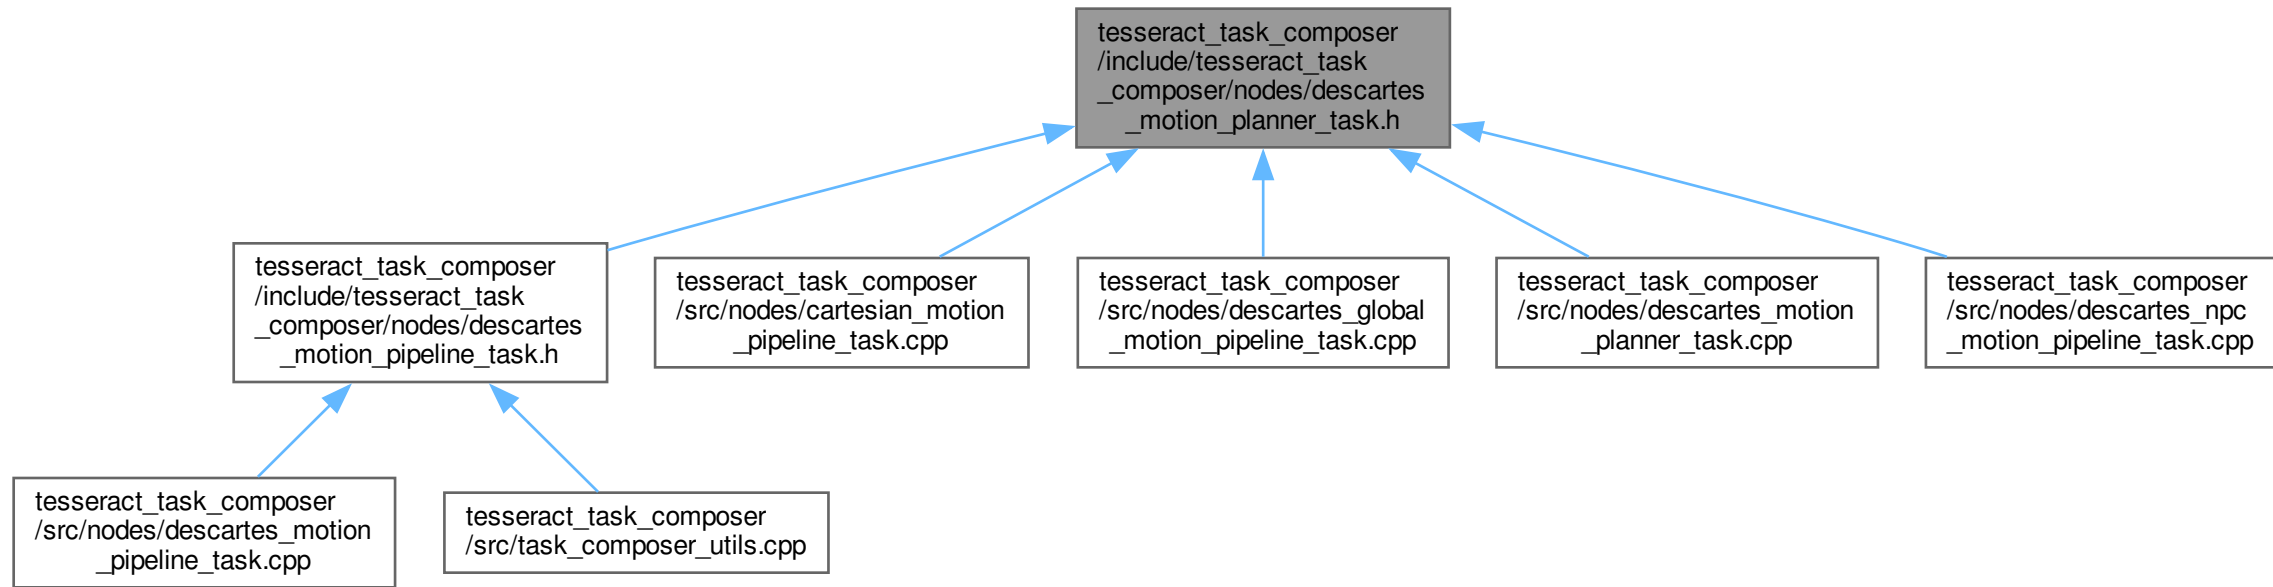 tesseract_task_composer
/include/tesseract_task
_composer/nodes/descartes
_motion_planner_task.h
tesseract_task_composer
/include/tesseract_task
_composer/nodes/descartes
_motion_pipeline_task.h
tesseract_task_composer
/src/nodes/cartesian_motion
_pipeline_task.cpp
tesseract_task_composer
/src/nodes/descartes_global
_motion_pipeline_task.cpp
tesseract_task_composer
/src/nodes/descartes_motion
_planner_task.cpp
tesseract_task_composer
/src/nodes/descartes_npc
_motion_pipeline_task.cpp
tesseract_task_composer
/src/nodes/descartes_motion
_pipeline_task.cpp
tesseract_task_composer
/src/task_composer_utils.cpp